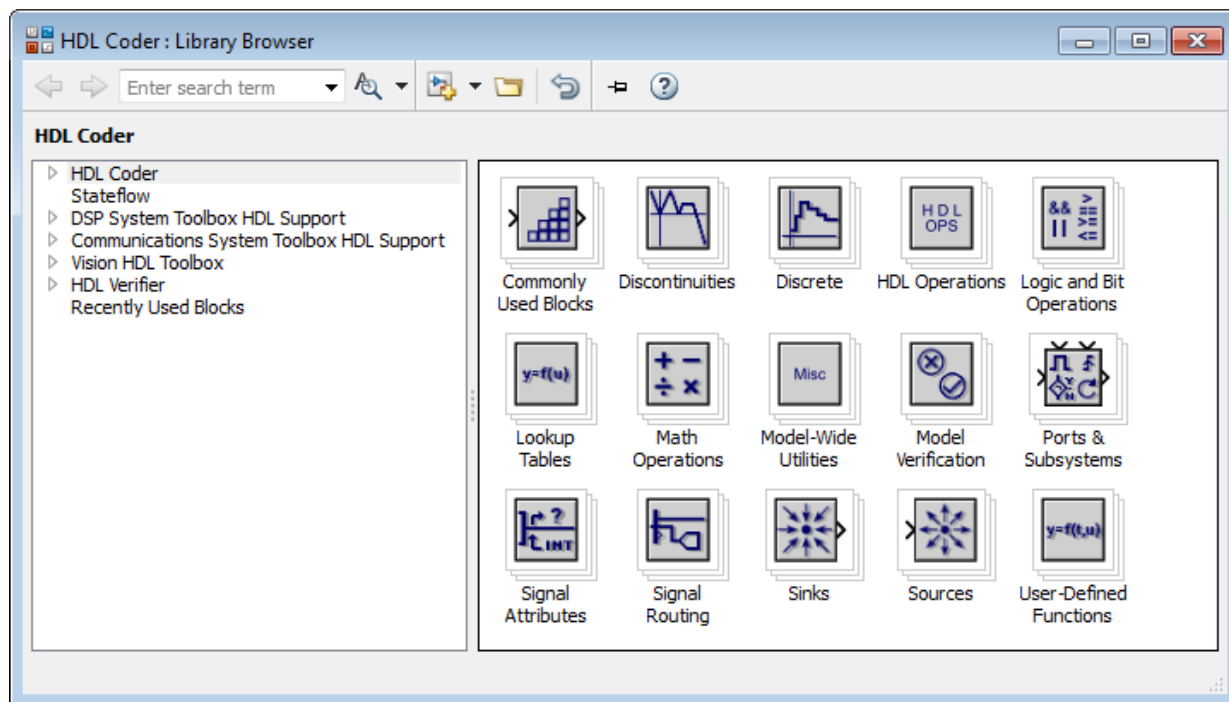 HDL Coder : Library Browser
Enter search term
HDL Coder
HDL Coder
Stateflow
DSP System Toolbox HDL Support
Communications System Toolbox HDL Support
Vision HDL Toolbox
HDL Verifier
Recently Used Blocks
Commonly
Used Blocks
Discontinuities
Discrete
HDL
OPS
HDL Operations
&& > ==
|| >= <=
Logic and Bit
Operations
y=f(u)
Lookup
Tables
+ −
÷ ×
Math
Operations
Misc
Model-Wide
Utilities
Model
Verification
Y
N
Ports &
Subsystems
?
INT
Signal
Attributes
Signal
Routing
Sinks
Sources
y=f(t,u)
User-Defined
Functions